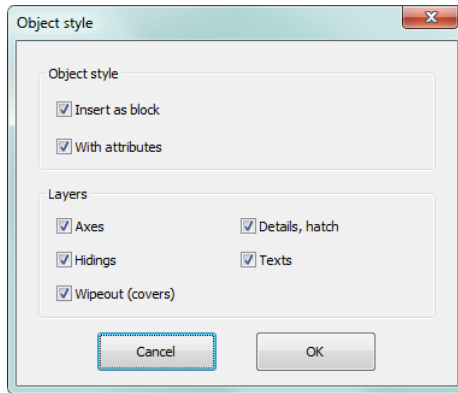 Object style
Object style
Insert as block
With attributes
Layers
Axes Details, hatch
Hidings Texts
Wipeout (covers)
Cancel OK